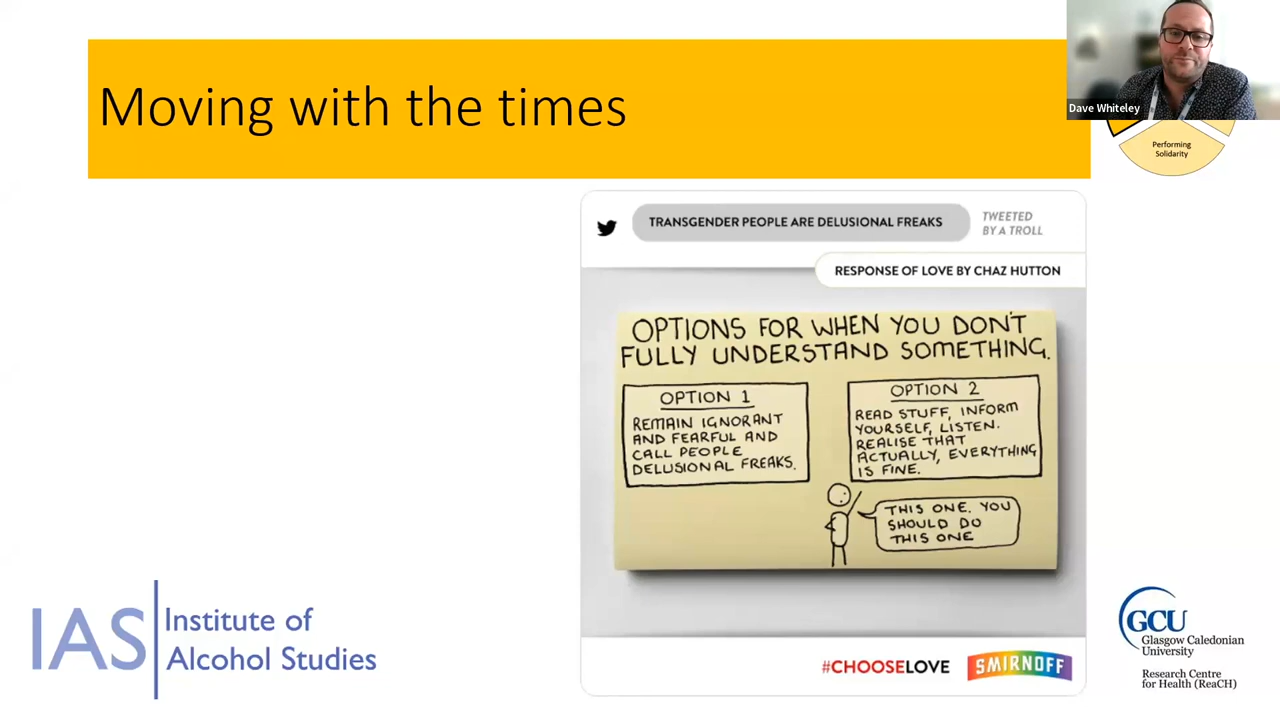 Moving with the times
Dave Whiteley
Performing
Solidarity
TRANSGENDER PEOPLE ARE DELUSIONAL FREAKS
TWEETED
BY A TROLL
RESPONSE OF LOVE BY CHAZ HUTTON
OPTIONS FOR WHEN YOU DON'T
FULLY UNDERSTAND SOMETHING.
OPTION 1
REMAIN IGNORANT
AND FEARFUL AND
CALL PEOPLE
DELUSIONAL FREAKS.
OPTION 2
READ STUFF, INFORM
YOURSELF, LISTEN.
REALISE THAT
ACTUALLY, EVERYTHING
IS FINE.
THIS ONE. YOU
SHOULD DO
THIS ONE
#CHOOSELOVE
SMIRNOFF
IAS
Institute of
Alcohol Studies
GCU
Glasgow Caledonian
University
Research Centre
for Health (ReaCH)